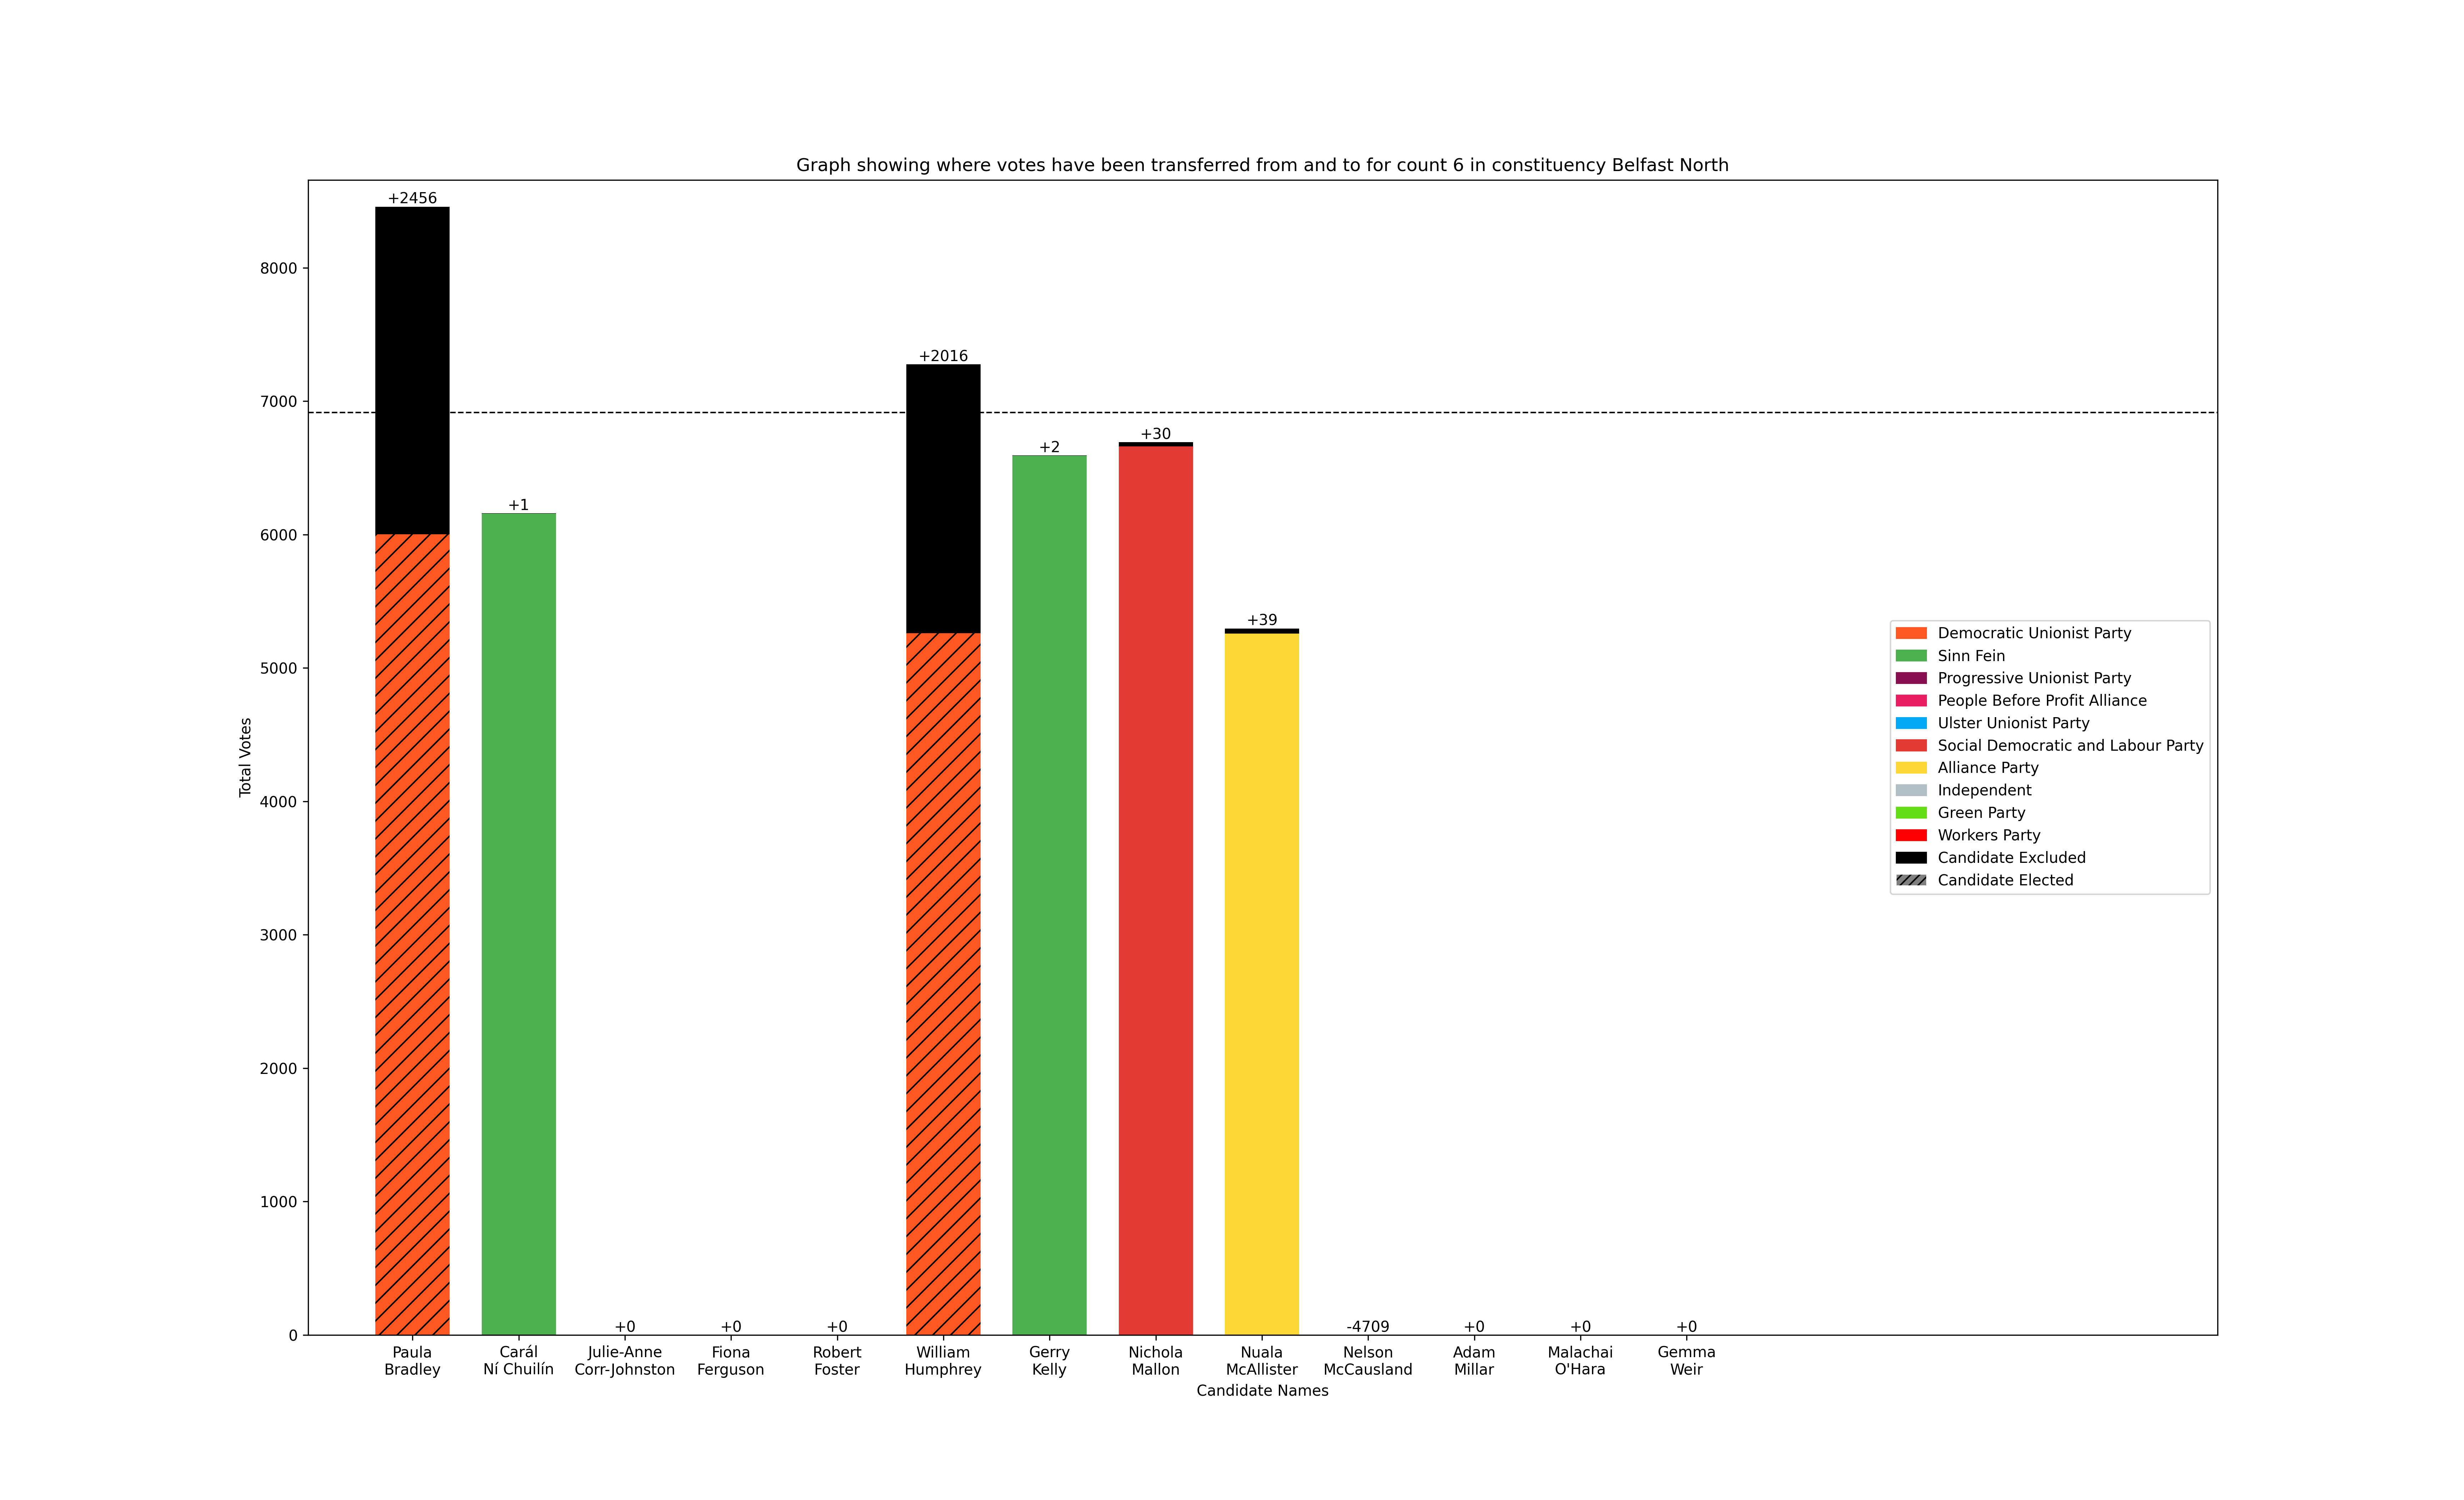 Graph showing where votes have been transferred from and to for count 6 in constituency Belfast North
+2456
+2016
+30
+2
+1
+39
+0
+0
+0
-4709
+0
+0
+0
8000
7000
6000
5000
4000
3000
2000
1000
0
Total Votes
Democratic Unionist Party
Sinn Fein
Progressive Unionist Party
People Before Profit Alliance
Ulster Unionist Party
Social Democratic and Labour Party
Alliance Party
Independent
Green Party
Workers Party
Candidate Excluded
Candidate Elected
Paula
Bradley
Carál
Ní Chuilín
Julie-Anne
Corr-Johnston
Fiona
Ferguson
Robert
Foster
William
Humphrey
Gerry
Kelly
Nichola
Mallon
Nuala
McAllister
Nelson
McCausland
Adam
Millar
Malachai
O'Hara
Gemma
Weir
Candidate Names